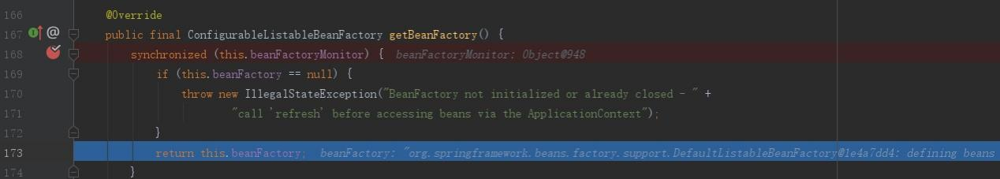 166 @Override
167 @ public final ConfigurableListableBeanFactory getBeanFactory() {
168 synchronized (this.beanFactoryMonitor) { beanFactoryMonitor: Object@948
169 if (this.beanFactory == null) {
170 throw new IllegalStateException("BeanFactory not initialized or already closed - " +
171 "call 'refresh' before accessing beans via the ApplicationContext");
172 }
173 return this.beanFactory; beanFactory: "org.springframework.beans.factory.support.DefaultListableBeanFactory@1e4a7dd4: defining beans
174 }